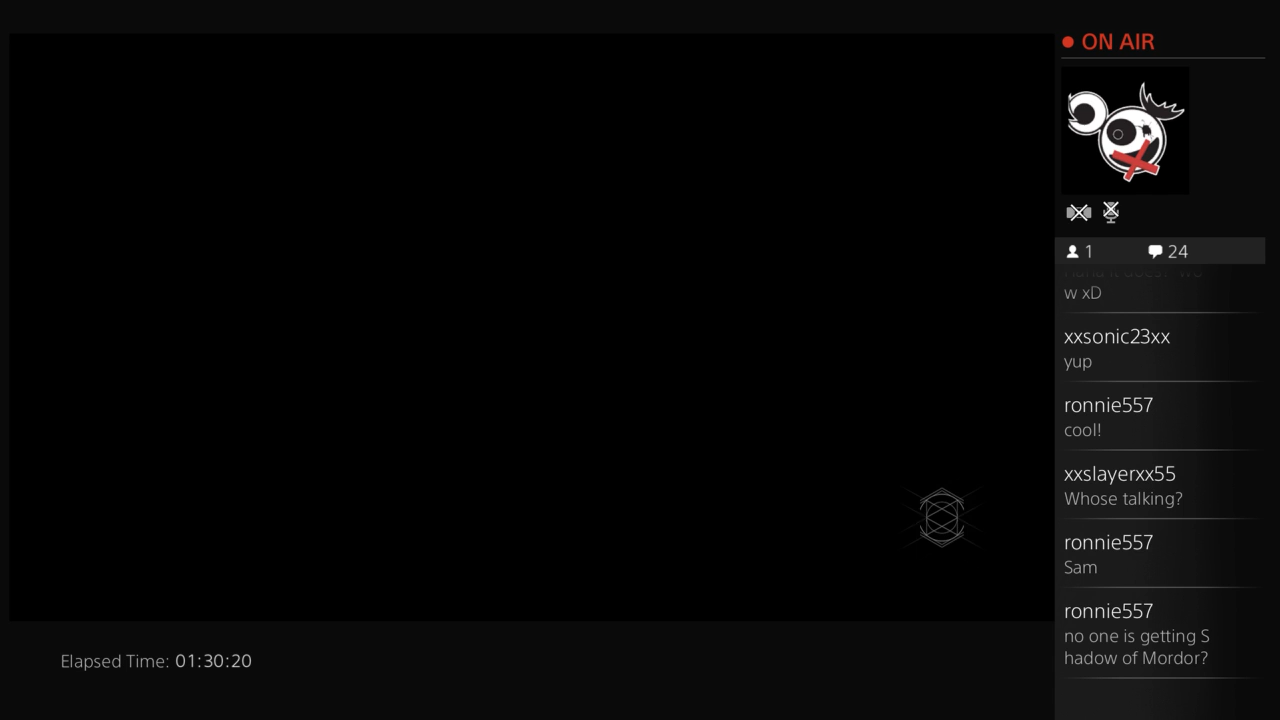 ON AIR
1 24
w xD
xxsonic23xx
yup
ronnie557
cool!
xxslayerxx55
Whose talking?
ronnie557
Sam
ronnie557
no one is getting S
hadow of Mordor?
Elapsed Time: 01:30:20